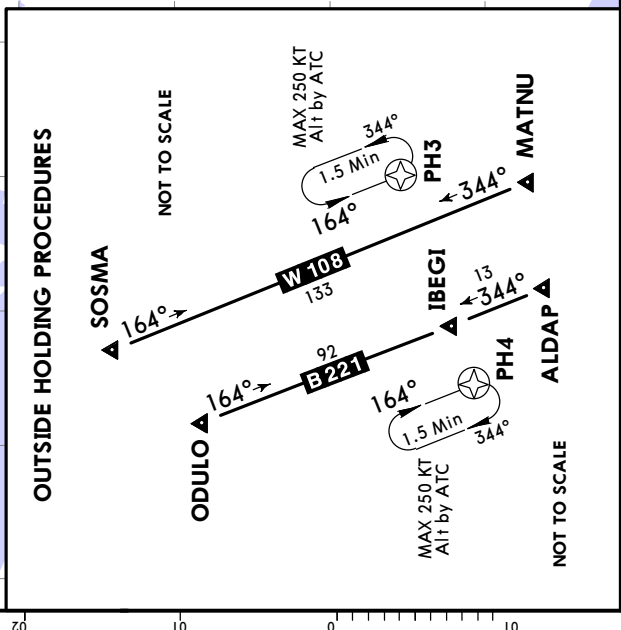 OUTSIDE HOLDING PROCEDURES
NOT TO SCALE
SOSMA
164°
W 108
133
344°
MATNU
MAX 250 KT
Alt by ATC
344°
1.5 Min
164°
PH3
ODULO
164°
92
B 221
IBEGI
13
344°
ALDAP
164°
1.5 Min
344°
PH4
MAX 250 KT
Alt by ATC
NOT TO SCALE
20
10
0
10